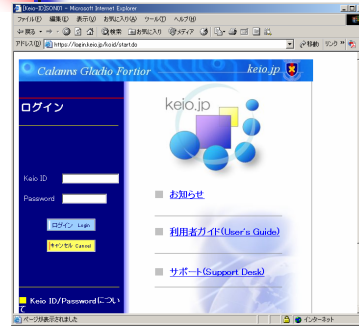 [Keio-ID]SON01 - Microsoft Internet Explorer
ファイル(F) 編集(E) 表示(V) お気に入り(A) ツール(T) ヘルプ(H)
戻る 検索 お気に入り メディア
アドレス(D) https://login.keio.jp/koid/start.do 移動 リンク
Calamvs Gladio Fortior keio.jp
ログイン
keio.jp
Keio ID
Password
ログイン Login
キャンセル Cancel
お知らせ
利用者ガイド(User's Guide)
サポート(Support Desk)
Keio ID/Passwordについ
て
ページが表示されました インターネット